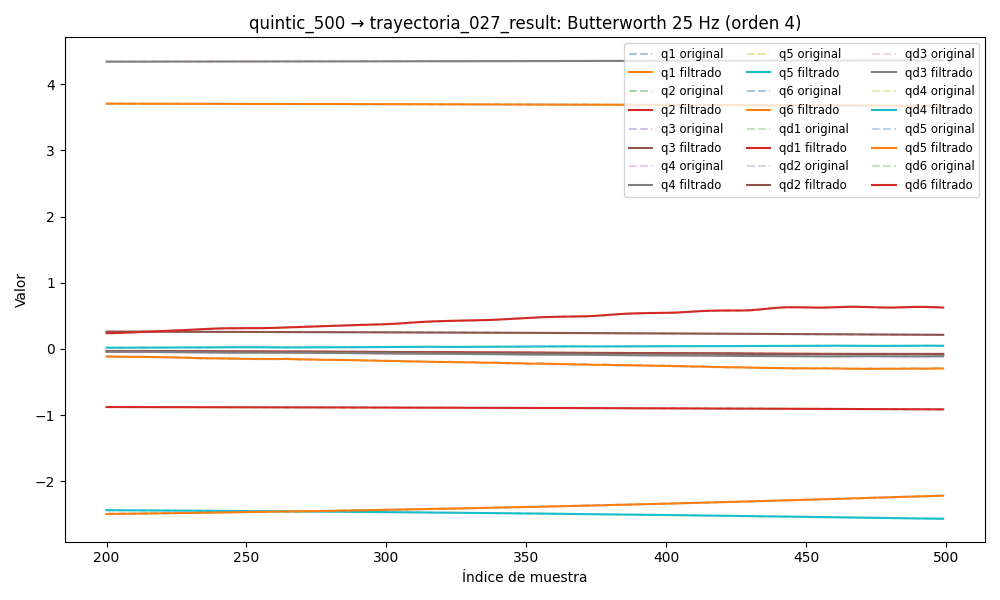 quintic_500 → trayectoria_027_result: Butterworth 25 Hz (orden 4)
q1 original
q1 filtrado
q2 original
q2 filtrado
q3 original
q3 filtrado
q4 original
q4 filtrado
q5 original
q5 filtrado
q6 original
q6 filtrado
qd1 original
qd1 filtrado
qd2 original
qd2 filtrado
qd3 original
qd3 filtrado
qd4 original
qd4 filtrado
qd5 original
qd5 filtrado
qd6 original
qd6 filtrado
Valor
4
3
2
1
0
−1
−2
200
250
300
350
400
450
500
Índice de muestra